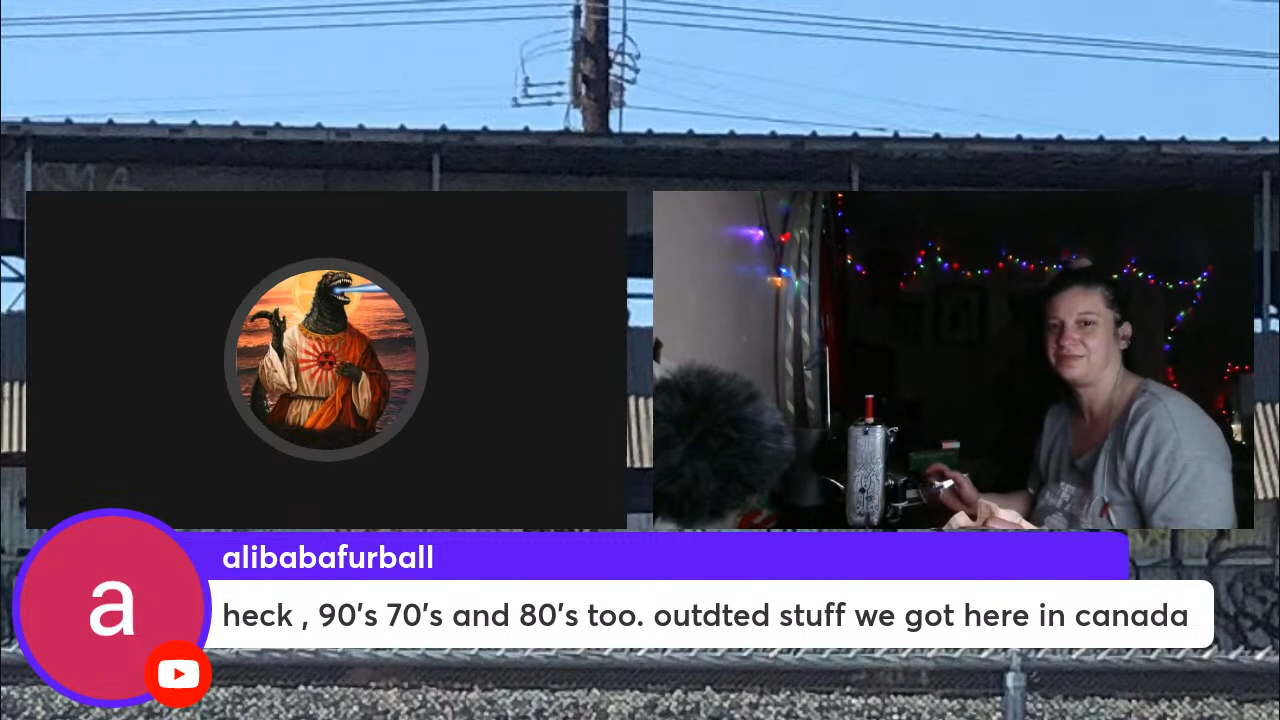 alibabafurball
a
heck , 90's 70's and 80's too. outdted stuff we got here in canada